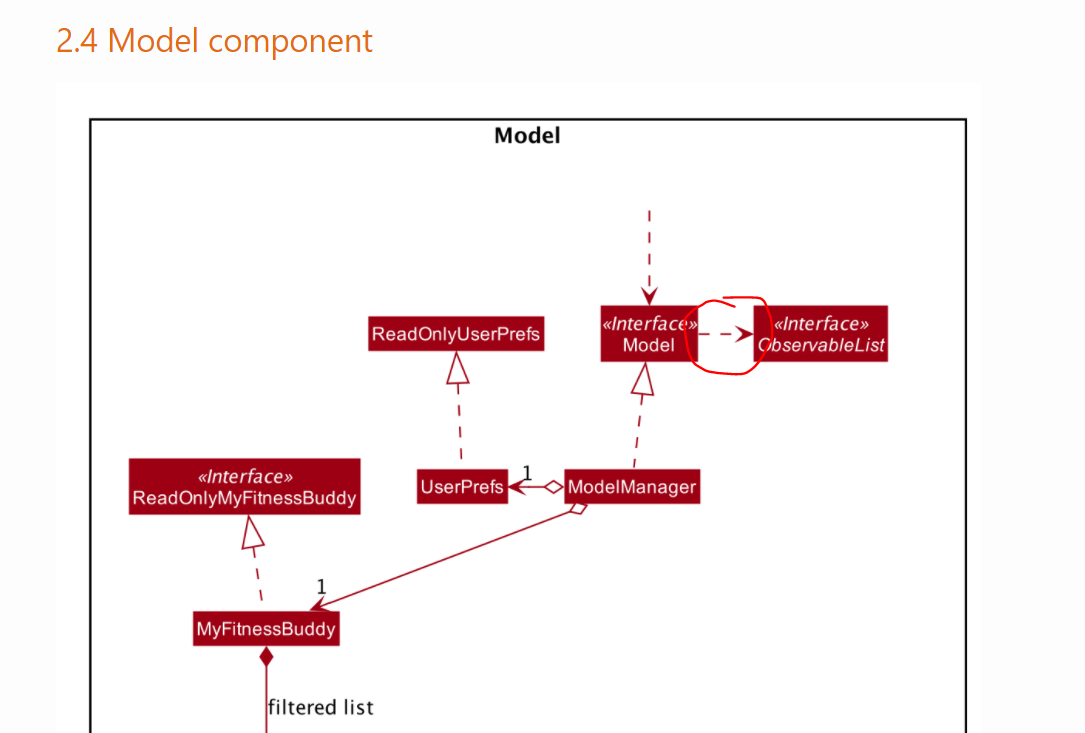 2.4 Model component
Model
«Interface»
Model
«Interface»
ObservableList
ReadOnlyUserPrefs
UserPrefs
1
ModelManager
«Interface»
ReadOnlyMyFitnessBuddy
1
MyFitnessBuddy
filtered list